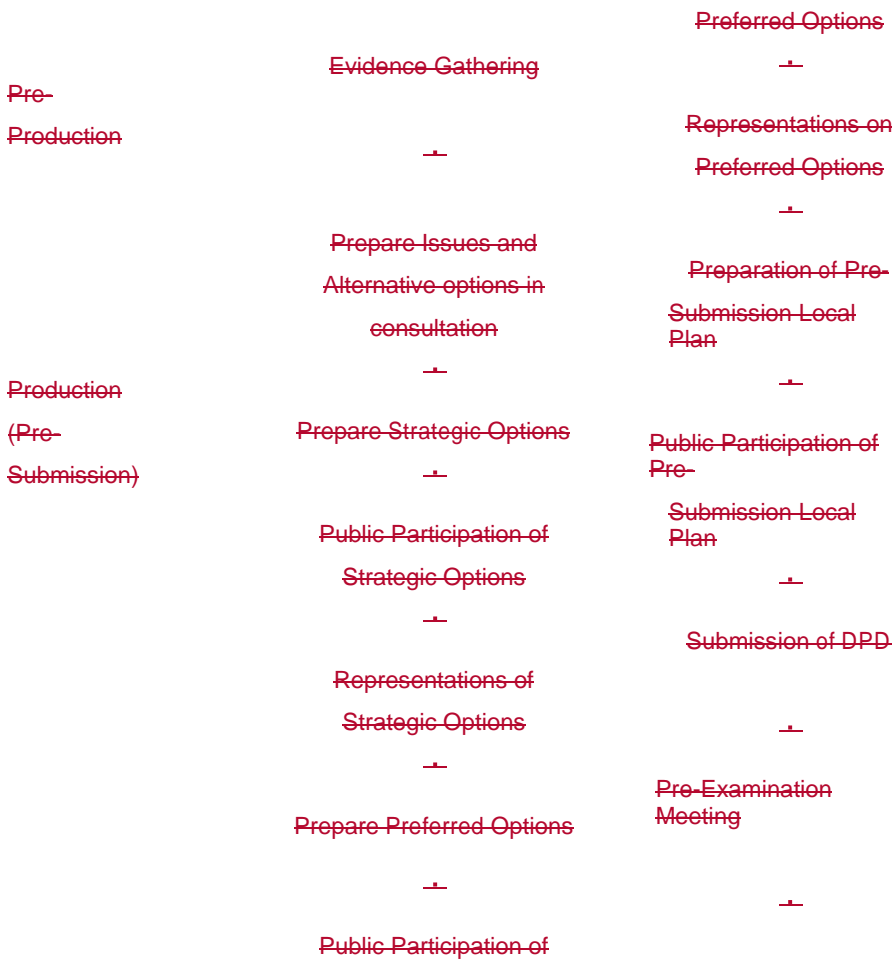 Pre-
Production
Production
(Pre-
Submission)
Evidence Gathering
.
Prepare Issues and
Alternative options in
consultation
.
Prepare Strategic Options
.
Public Participation of
Strategic Options
.
Representations of
Strategic Options
.
Prepare Preferred Options
.
Public Participation of
Preferred Options
.
Representations on
Preferred Options
.
Preparation of Pre-
Submission Local
Plan
.
Public Participation of
Pre-
Submission Local
Plan
.
Submission of DPD
.
Pre-Examination
Meeting
.